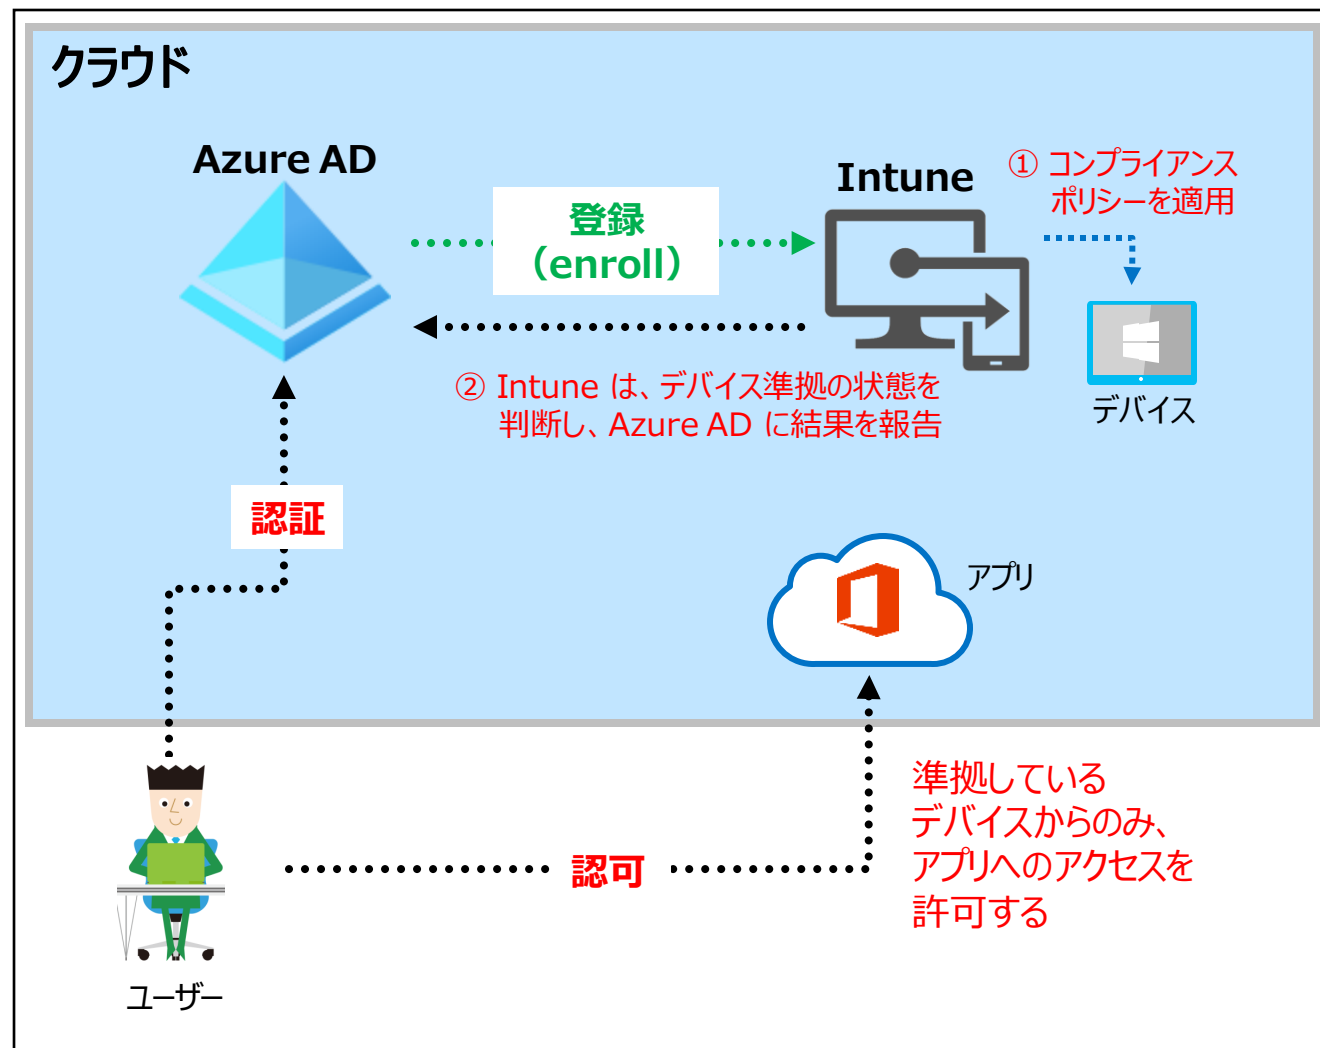 クラウド
Azure AD
Intune
① コンプライアンス
ポリシーを適用
登録
（enroll）
② Intune は、デバイス準拠の状態を
判断し、Azure AD に結果を報告
デバイス
認証
アプリ
準拠している
デバイスからのみ、
アプリへのアクセスを
許可する
認可
ユーザー